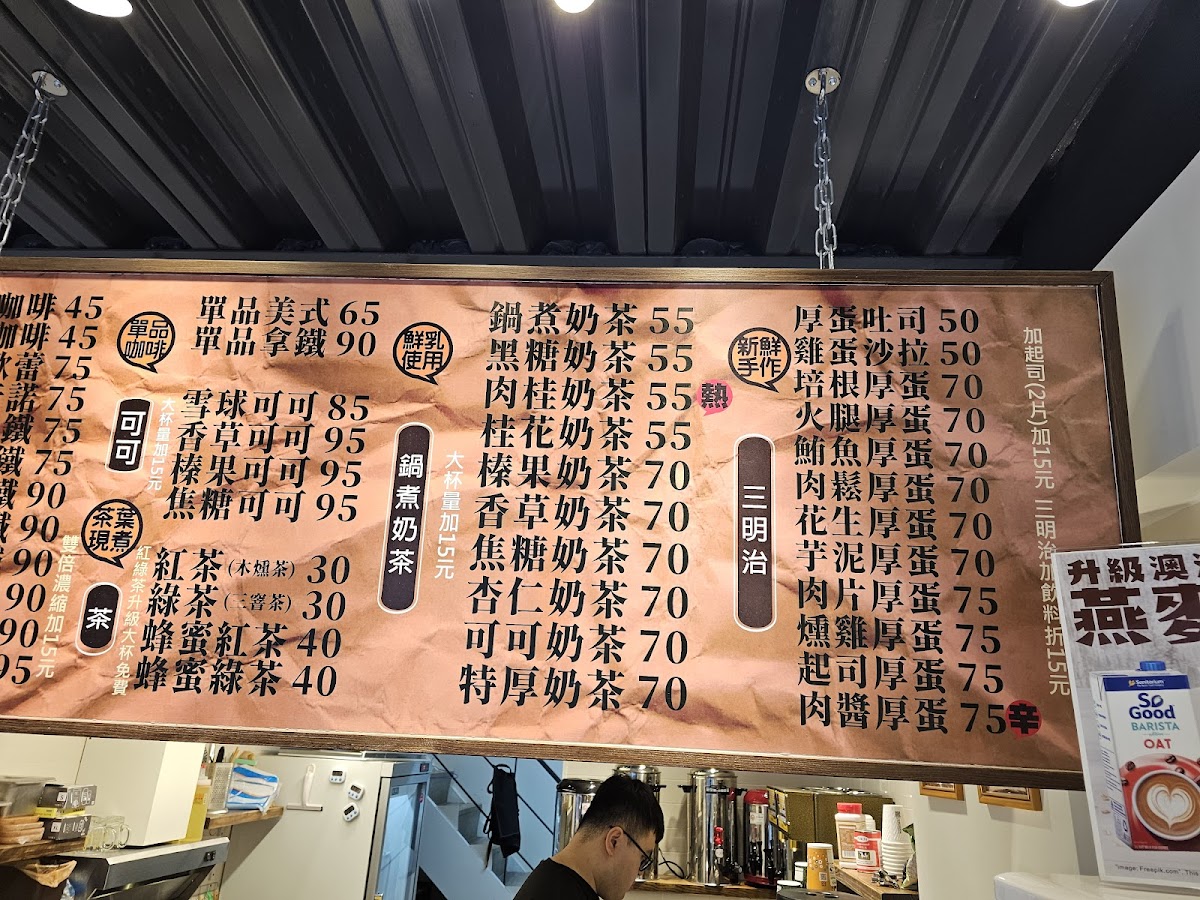 咖啡 45
咖啡 45
75
諾 75
鐵 75
鐵 75
90
90
90
90
90
95
雙倍濃縮加15元
單品咖啡
單品美式 65
單品拿鐵 90
可可
大杯量加15元
雪球可可 85
香草可可 95
榛果可可 95
焦糖可可 95
茶葉現煮
茶
紅綠茶升級大杯免費
紅茶(木燻茶) 30
綠茶(三窨茶) 30
蜂蜜紅茶 40
蜂蜜綠茶 40
鮮乳使用
鍋煮奶茶
大杯量加15元
鍋煮奶茶 55
黑糖奶茶 55
肉桂奶茶 55 熱
桂花奶茶 55
榛果奶茶 70
香草奶茶 70
焦糖奶茶 70
杏仁奶茶 70
可可奶茶 70
特厚奶茶 70
新鮮手作
三明治
厚蛋吐司 50
雞蛋沙拉 50
培根厚蛋 70
火腿厚蛋 70
鮪魚厚蛋 70
肉鬆厚蛋 70
花生厚蛋 70
芋泥厚蛋 70
肉片厚蛋 75
燻雞厚蛋 75
起司厚蛋 75
肉醬厚蛋 75 辛
加起司(2片)加15元 三明治加飲料折15元
升級澳
燕麥
Sanitarium
So Good
BARISTA
OAT
"Image: Freepik.com". This